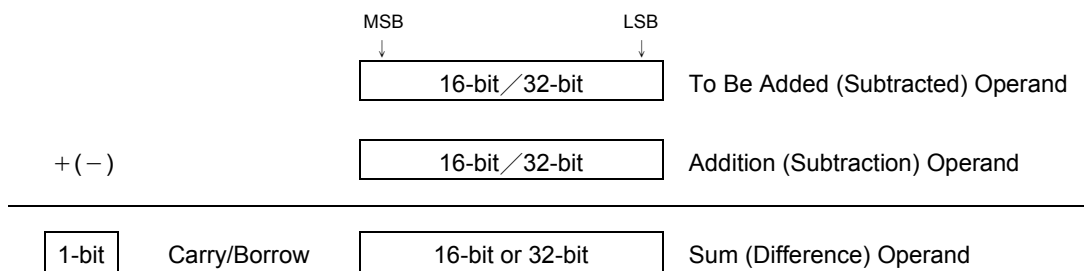 MSB LSB
↓ ↓
16-bit／32-bit To Be Added (Subtracted) Operand
＋(－) 16-bit／32-bit Addition (Subtraction) Operand
1-bit Carry/Borrow 16-bit or 32-bit Sum (Difference) Operand